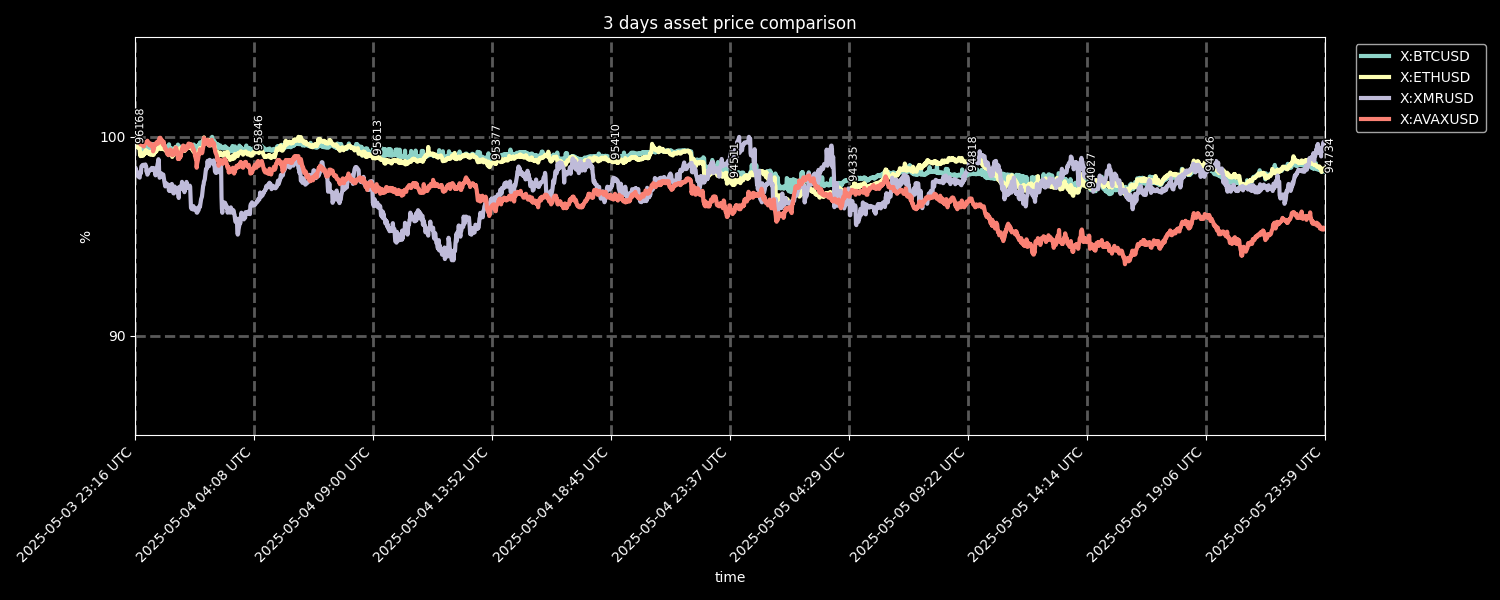 3 days asset price comparison
X:BTCUSD
X:ETHUSD
X:XMRUSD
X:AVAXUSD
100
90
%
96168
95846
95613
95377
95410
94511
94335
94818
94027
94826
94734
2025-05-03 23:16 UTC
2025-05-04 04:08 UTC
2025-05-04 09:00 UTC
2025-05-04 13:52 UTC
2025-05-04 18:45 UTC
2025-05-04 23:37 UTC
2025-05-05 04:29 UTC
2025-05-05 09:22 UTC
2025-05-05 14:14 UTC
2025-05-05 19:06 UTC
2025-05-05 23:59 UTC
time